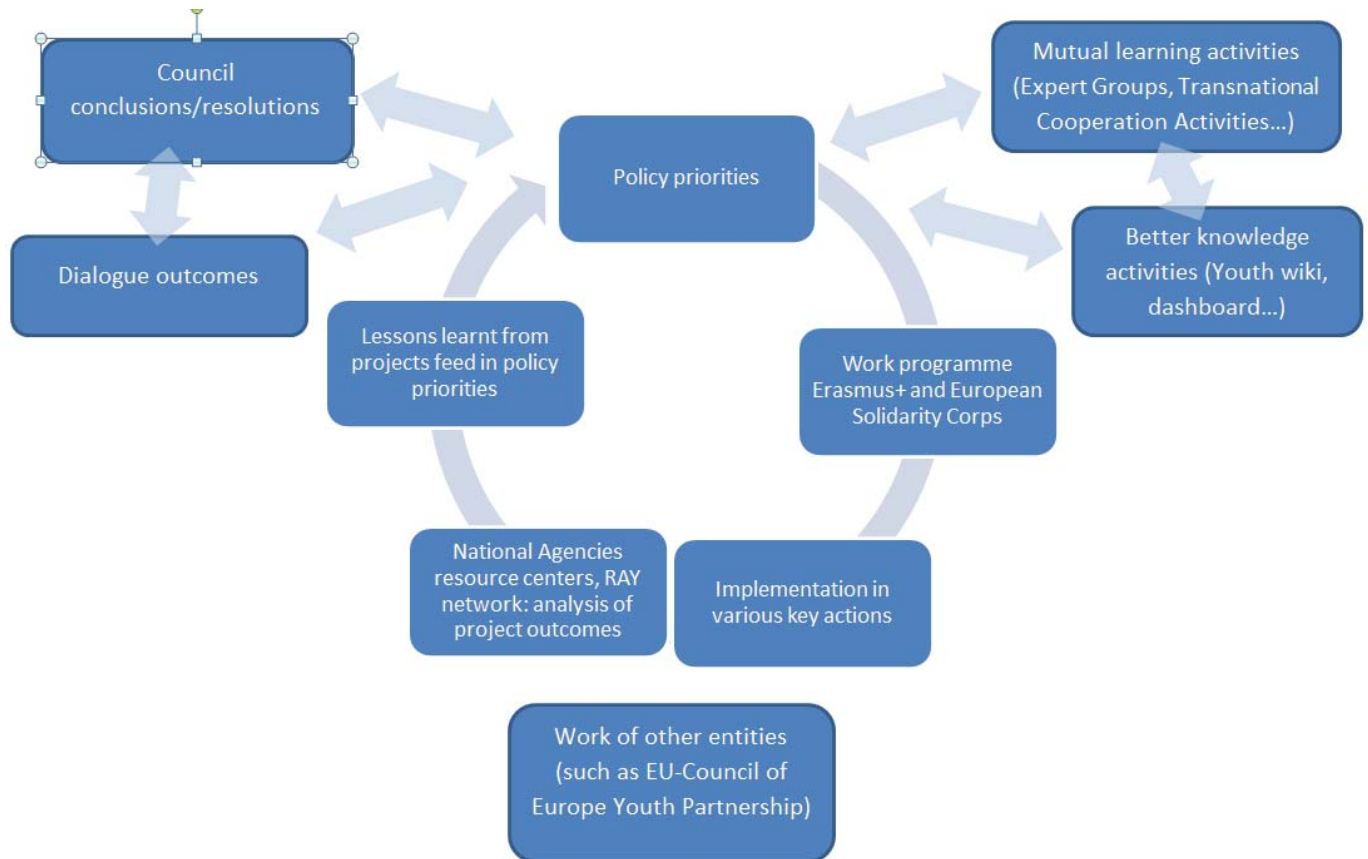 Council
conclusions/resolutions
Mutual learning activities
(Expert Groups, Transnational
Cooperation Activities...)
Policy priorities
Dialogue outcomes
Better knowledge
activities (Youth wiki,
dashboard...)
Lessons learnt from
projects feed in policy
priorities
Work programme
Erasmus+ and European
Solidarity Corps
National Agencies
resource centers, RAY
network: analysis of
project outcomes
Implementation in
various key actions
Work of other entities
(such as EU-Council of
Europe Youth Partnership)